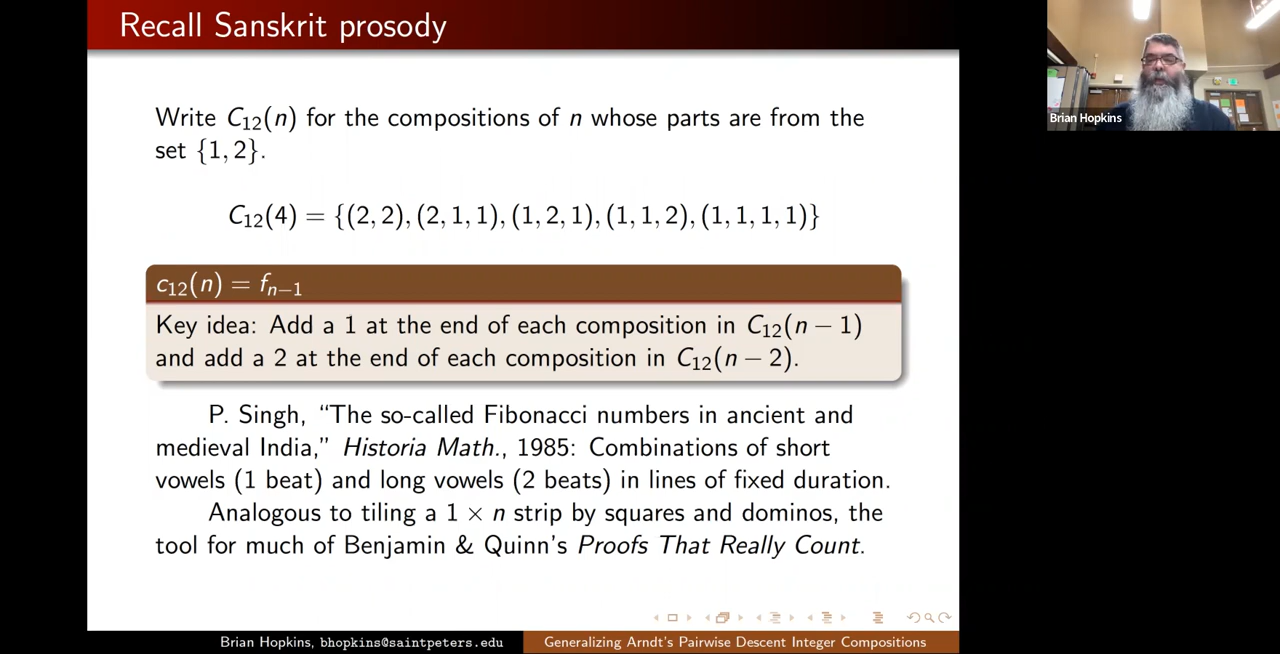 Recall Sanskrit prosody
Brian Hopkins
Write C₁₂(n) for the compositions of n whose parts are from the
set {1, 2}.
C₁₂(4) = {(2, 2), (2, 1, 1), (1, 2, 1), (1, 1, 2), (1, 1, 1, 1)}
c₁₂(n) = fₙ₋₁
Key idea: Add a 1 at the end of each composition in C₁₂(n − 1)
and add a 2 at the end of each composition in C₁₂(n − 2).
P. Singh, “The so-called Fibonacci numbers in ancient and
medieval India,” Historia Math., 1985: Combinations of short
vowels (1 beat) and long vowels (2 beats) in lines of fixed duration.
Analogous to tiling a 1 × n strip by squares and dominos, the
tool for much of Benjamin & Quinn’s Proofs That Really Count.
Brian Hopkins, bhopkins@saintpeters.edu
Generalizing Arndt’s Pairwise Descent Integer Compositions